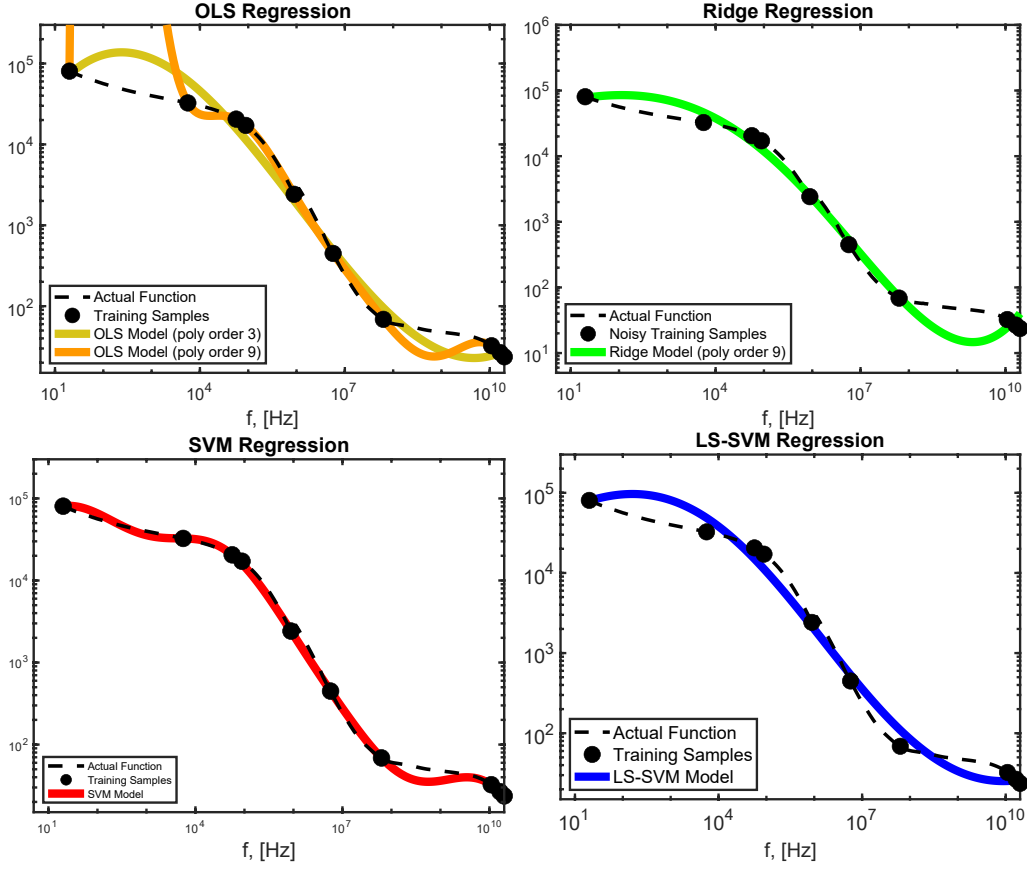 OLS Regression
10^5
10^4
10^3
10^2
Actual Function
Training Samples
OLS Model (poly order 3)
OLS Model (poly order 9)
10^1
10^4
10^7
10^10
f, [Hz]
Ridge Regression
10^6
10^5
10^4
10^3
10^2
10^1
Actual Function
Noisy Training Samples
Ridge Model (poly order 9)
10^1
10^4
10^7
10^10
f, [Hz]
SVM Regression
10^5
10^4
10^3
10^2
Actual Function
Training Samples
SVM Model
10^1
10^4
10^7
10^10
f, [Hz]
LS-SVM Regression
10^5
10^4
10^3
10^2
Actual Function
Training Samples
LS-SVM Model
10^1
10^4
10^7
10^10
f, [Hz]